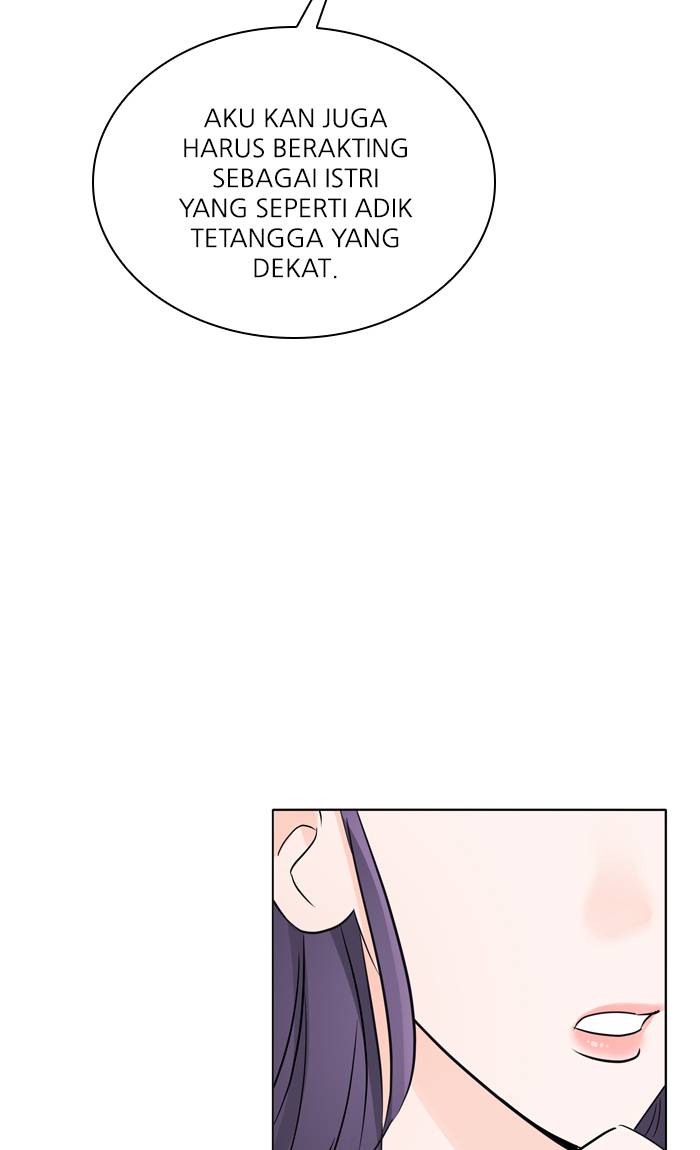 AKU KAN JUGA
HARUS BERAKTING
SEBAGAI ISTRI
YANG SEPERTI ADIK
TETANGGA YANG
DEKAT.